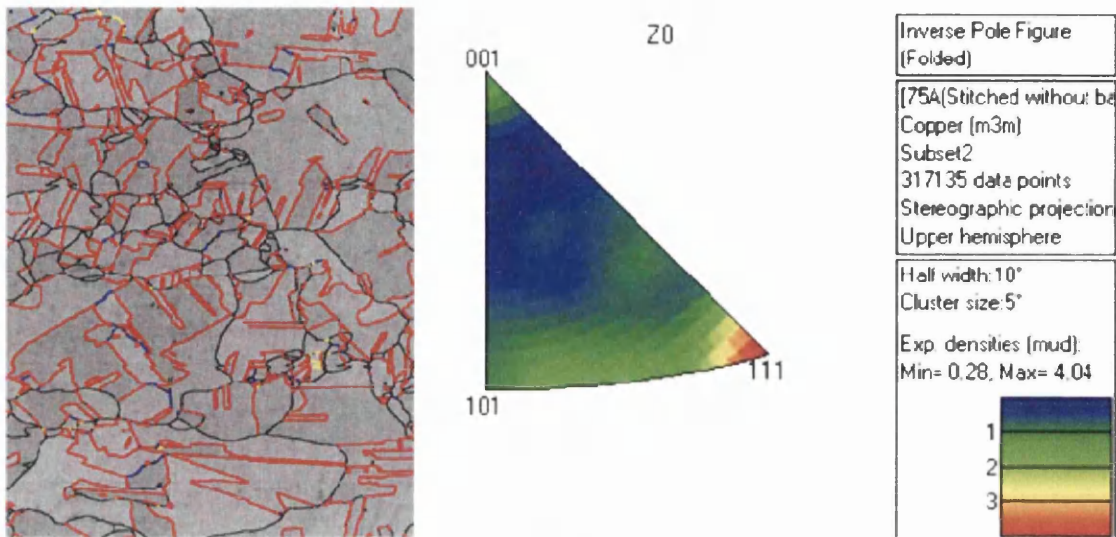 Z0
001
101
111
Inverse Pole Figure
(Folded)
[75A(Stitched without ba
Copper (m3m)
Subset2
317135 data points
Stereographic projection
Upper hemisphere
Half width:10°
Cluster size:5°
Exp. densities (mud):
Min= 0.28, Max= 4.04
1
2
3